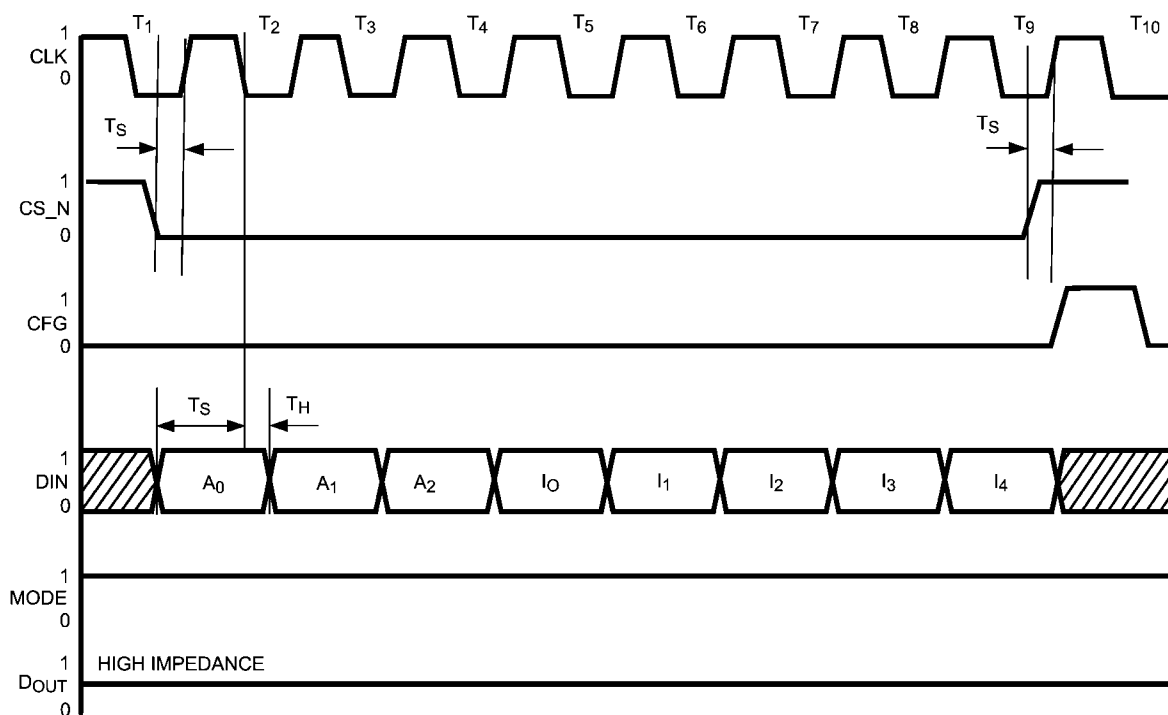 T1 T2 T3 T4 T5 T6 T7 T8 T9 T10
1
CLK
0
TS TS
1
CS_N
0
1
CFG
0
TS TH
1
DIN A0 A1 A2 IO I1 I2 I3 I4
0
1
MODE
0
1 HIGH IMPEDANCE
DOUT
0